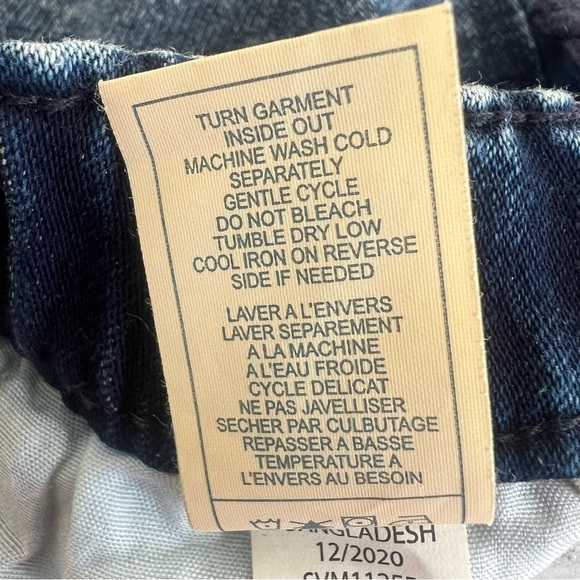 TURN GARMENT
INSIDE OUT
MACHINE WASH COLD
SEPARATELY
GENTLE CYCLE
DO NOT BLEACH
TUMBLE DRY LOW
COOL IRON ON REVERSE
SIDE IF NEEDED
LAVER A L'ENVERS
LAVER SEPAREMENT
A LA MACHINE
A L'EAU FROIDE
CYCLE DELICAT
NE PAS JAVELLISER
SECHER PAR CULBUTAGE
REPASSER A BASSE
TEMPERATURE A
L'ENVERS AU BESOIN
12/2020